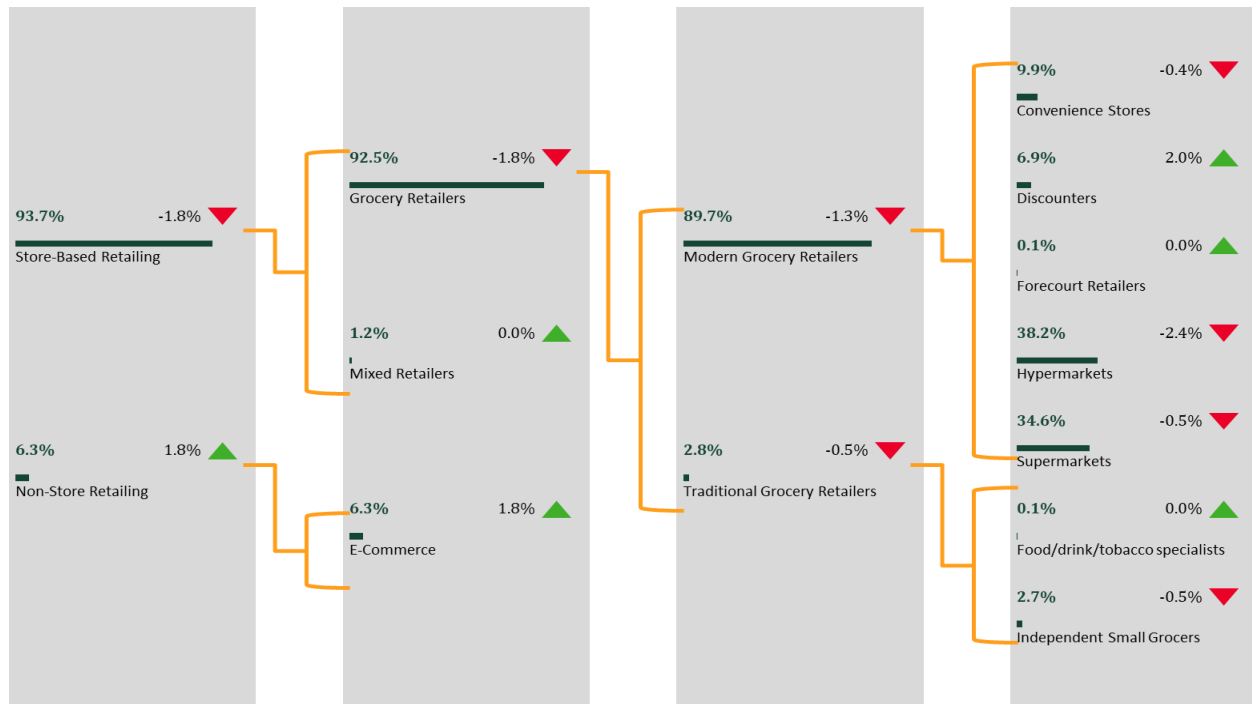 93.7% -1.8%
Store-Based Retailing
6.3% 1.8%
Non-Store Retailing
92.5% -1.8%
Grocery Retailers
1.2% 0.0%
Mixed Retailers
6.3% 1.8%
E-Commerce
89.7% -1.3%
Modern Grocery Retailers
2.8% -0.5%
Traditional Grocery Retailers
9.9% -0.4%
Convenience Stores
6.9% 2.0%
Discounters
0.1% 0.0%
Forecourt Retailers
38.2% -2.4%
Hypermarkets
34.6% -0.5%
Supermarkets
0.1% 0.0%
Food/drink/tobacco specialists
2.7% -0.5%
Independent Small Grocers